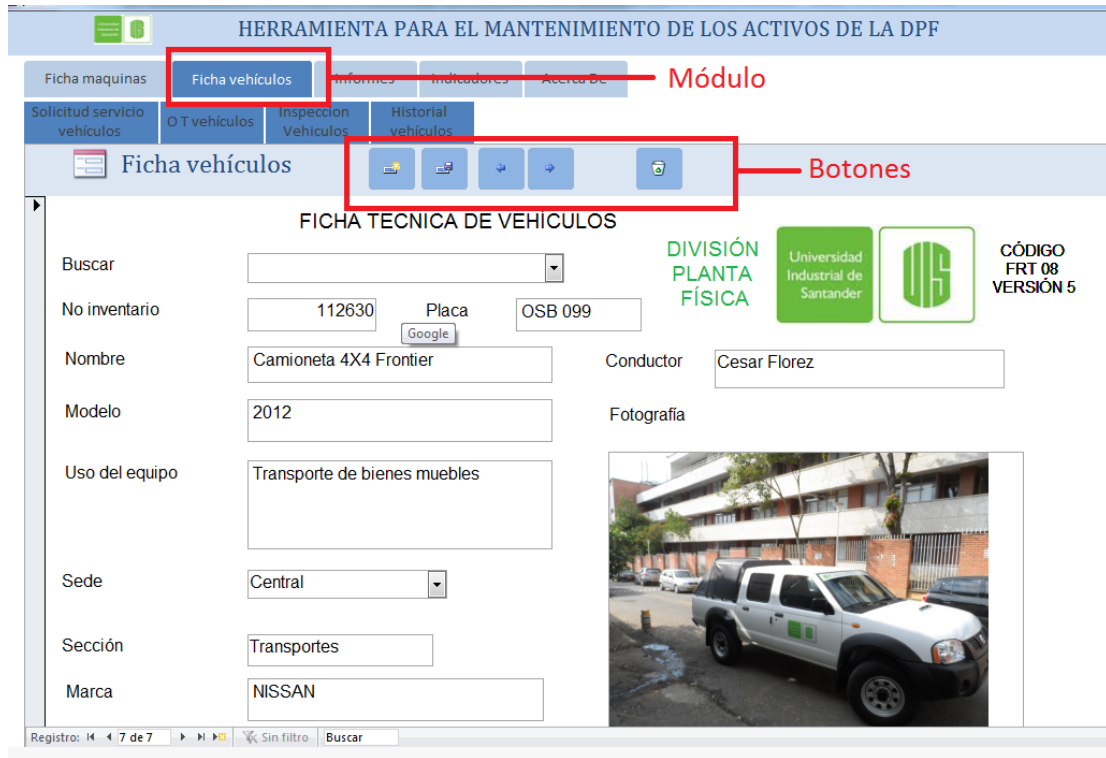 HERRAMIENTA PARA EL MANTENIMIENTO DE LOS ACTIVOS DE LA DPF
Ficha maquinas
Ficha vehículos
Informes
Indicadores
Acerca De
Módulo
Solicitud servicio
vehículos
O T vehículos
Inspeccion
Vehiculos
Historial
vehículos
Ficha vehículos
Botones
FICHA TECNICA DE VEHÍCULOS
DIVISIÓN
PLANTA
FÍSICA
Universidad
Industrial de
Santander
CÓDIGO
FRT 08
VERSIÓN 5
Buscar
No inventario
112630
Placa
OSB 099
Google
Nombre
Camioneta 4X4 Frontier
Conductor
Cesar Florez
Modelo
2012
Fotografía
Uso del equipo
Transporte de bienes muebles
Sede
Central
Sección
Transportes
Marca
NISSAN
Registro:
7 de 7
Sin filtro
Buscar